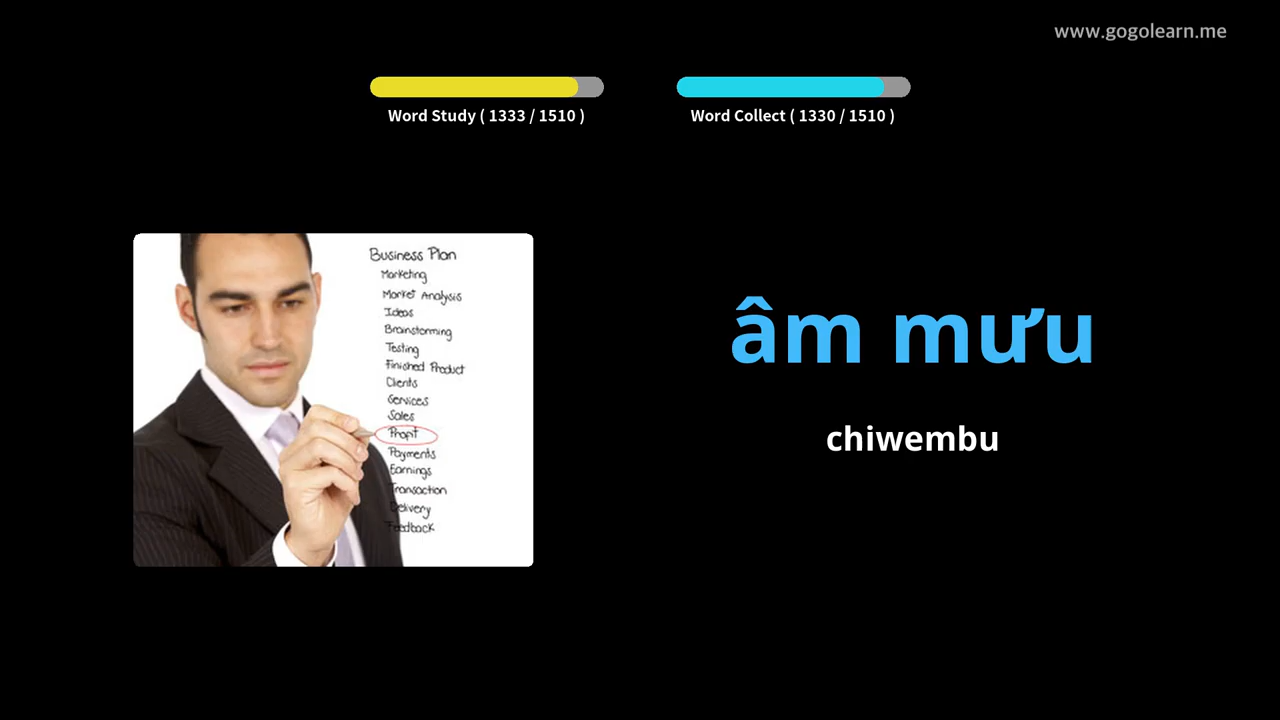 www.gogolearn.me
Word Study ( 1333 / 1510 )
Word Collect ( 1330 / 1510 )
Business Plan
Marketing
Market Analysis
Ideas
Brainstorming
Testing
Finished Product
Clients
Services
Sales
Profit
Payments
Earnings
Transaction
Delivery
Feedback
âm mưu
chiwembu